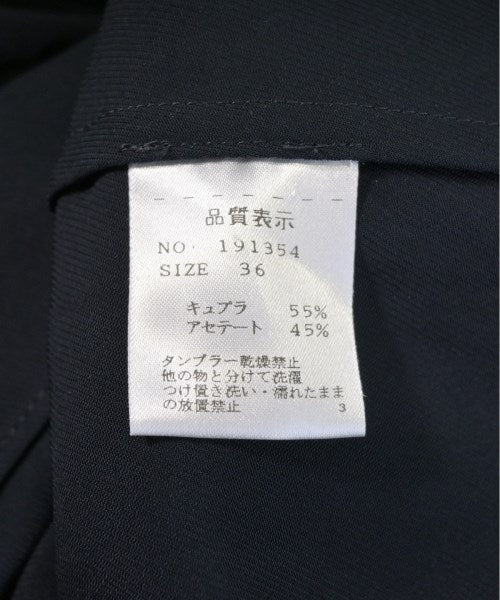 品質表示
NO. 191354
SIZE 36
キュプラ 55%
アセテート 45%
タンブラー乾燥禁止
他の物と分けて洗濯
つけ置き洗い・濡れたまま
の放置禁止 3